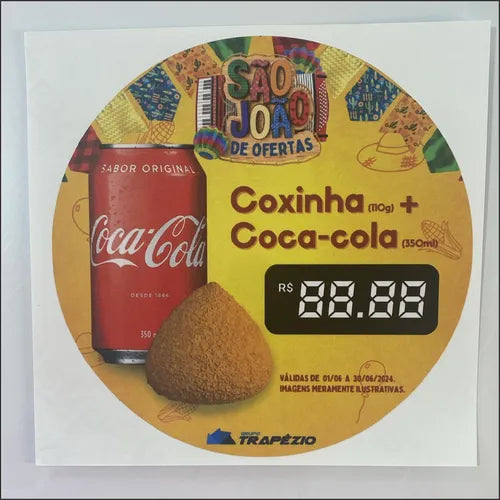 SÃO
JOÃO
DE OFERTAS
SABOR ORIGINAL
Coca-Cola
DESDE 1886
350
Coxinha (110g) +
Coca-cola (350ml)
R$ 88.88
VÁLIDAS DE 01/06 A 30/06/2024.
IMAGENS MERAMENTE ILUSTRATIVAS.
GRUPO
TRAPÉZIO